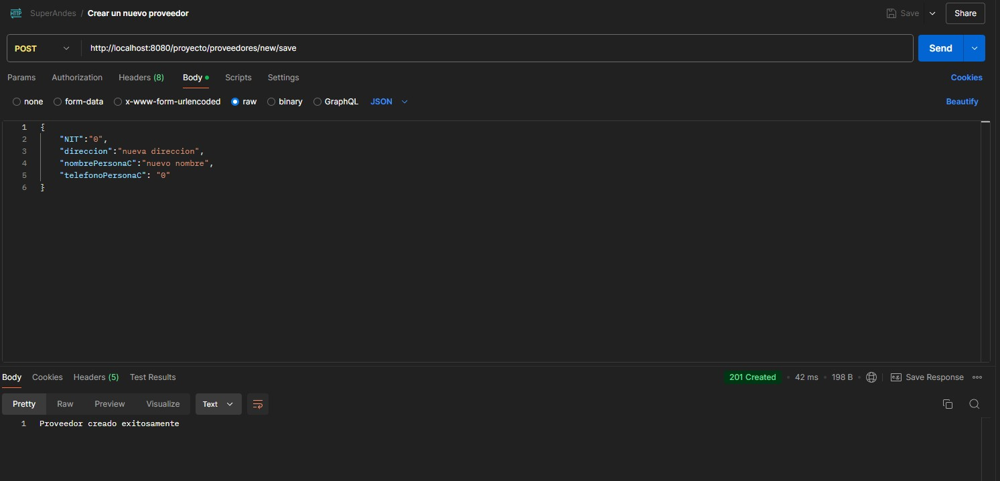 HTTP SuperAndes / Crear un nuevo proveedor Save Share
POST http://localhost:8080/proyecto/proveedores/new/save Send
Params Authorization Headers (8) Body Scripts Settings Cookies
none form-data x-www-form-urlencoded raw binary GraphQL JSON Beautify
1 {
2 "NIT":"0",
3 "direccion":"nueva direccion",
4 "nombrePersonaC":"nuevo nombre",
5 "telefonoPersonaC": "0"
6 }
Body Cookies Headers (5) Test Results 201 Created • 42 ms • 198 B • e.g. Save Response
Pretty Raw Preview Visualize Text
1 Proveedor creado exitosamente